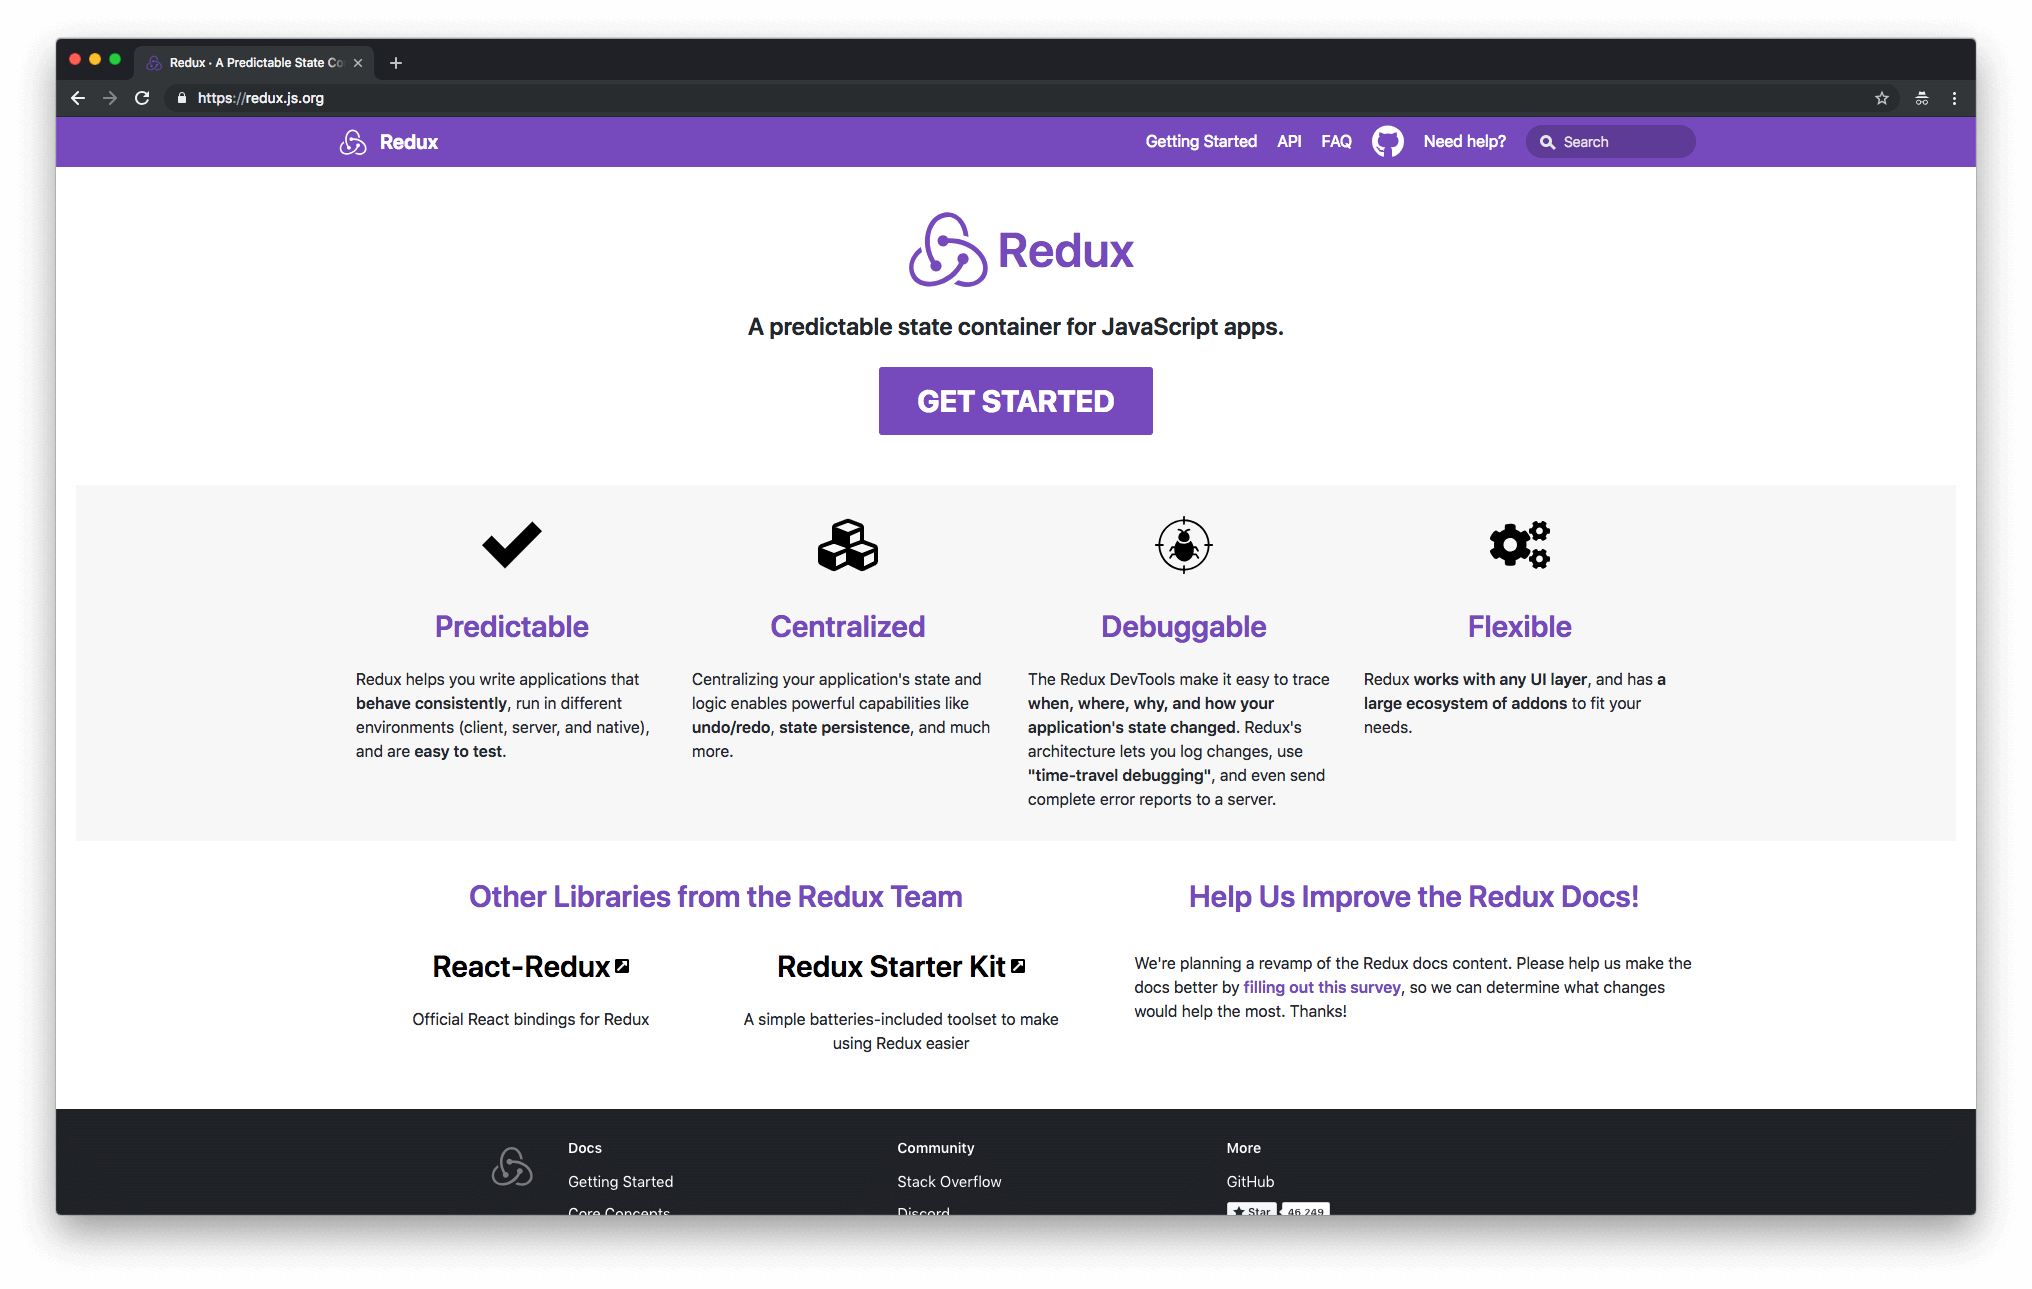 Redux · A Predictable State Co
https://redux.js.org
Redux
Getting Started
API
FAQ
Need help?
Search
Redux
A predictable state container for JavaScript apps.
GET STARTED
Predictable
Redux helps you write applications that
behave consistently, run in different
environments (client, server, and native),
and are easy to test.
Centralized
Centralizing your application's state and
logic enables powerful capabilities like
undo/redo, state persistence, and much
more.
Debuggable
The Redux DevTools make it easy to trace
when, where, why, and how your
application's state changed. Redux's
architecture lets you log changes, use
"time-travel debugging", and even send
complete error reports to a server.
Flexible
Redux works with any UI layer, and has a
large ecosystem of addons to fit your
needs.
Other Libraries from the Redux Team
React-Redux
Official React bindings for Redux
Redux Starter Kit
A simple batteries-included toolset to make
using Redux easier
Help Us Improve the Redux Docs!
We're planning a revamp of the Redux docs content. Please help us make the
docs better by filling out this survey, so we can determine what changes
would help the most. Thanks!
Docs
Getting Started
Core Concepts
Community
Stack Overflow
Discord
More
GitHub
Star
46,249